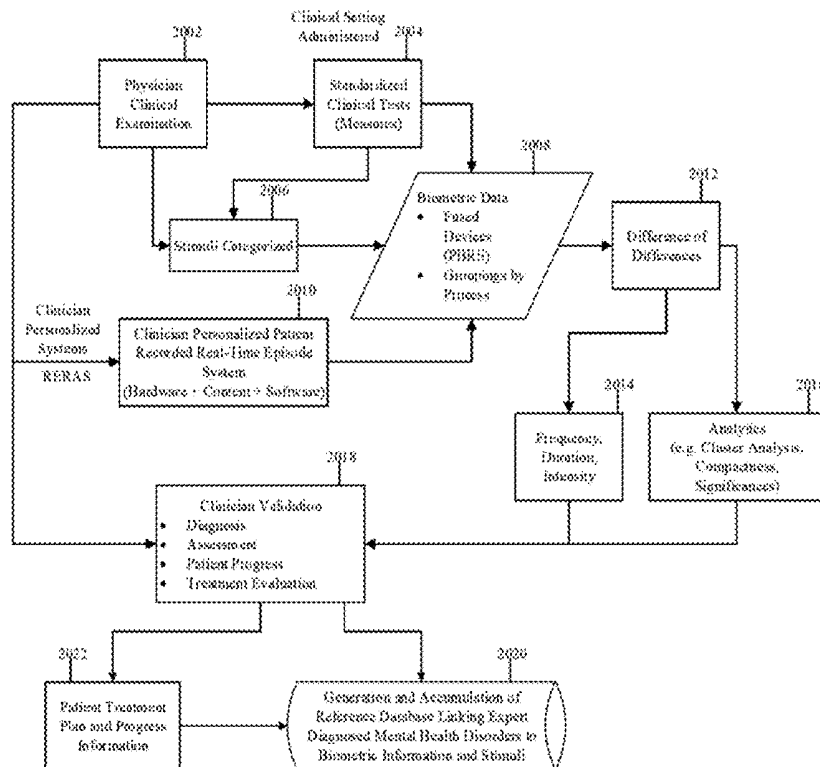 Clinical Setting
Administered
2002
2004
Physician
Clinical
Examination
Standardized
Clinical Tests
(Measures)
2006
2008
Stimuli Categorized
Biometric Data
• Fused
Devices
(PBRS)
• Groupings by
Process
2012
Difference of
Differences
Clinician
Personalized
Systems
RERAS
2010
Clinician Personalized Patient
Recorded Real-Time Episode
System
(Hardware + Content + Software)
2014
Frequency,
Duration,
Intensity
2016
Analytics
(e.g. Cluster Analysis,
Compactness,
Significances)
2018
Clinician Validation
• Diagnosis
• Assessment
• Patient Progress
• Treatment Evaluation
2022
Patient Treatment
Plan and Progress
Information
2020
Generation and Accumulation of
Reference Database Linking Expert
Diagnosed Mental Health Disorders to
Biometric Information and Stimuli